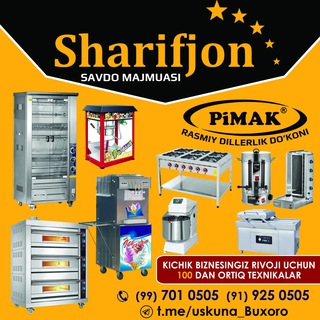 Sharifjon
SAVDO MAJMUASI
PiMAK®
RASMIY DILLERLIK DO'KONI
KICHIK BIZNESINGIZ RIVOJI UCHUN
100 DAN ORTIQ TEXNIKALAR
(99) 701 0505 (91) 925 0505
t.me/uskuna_Buxoro